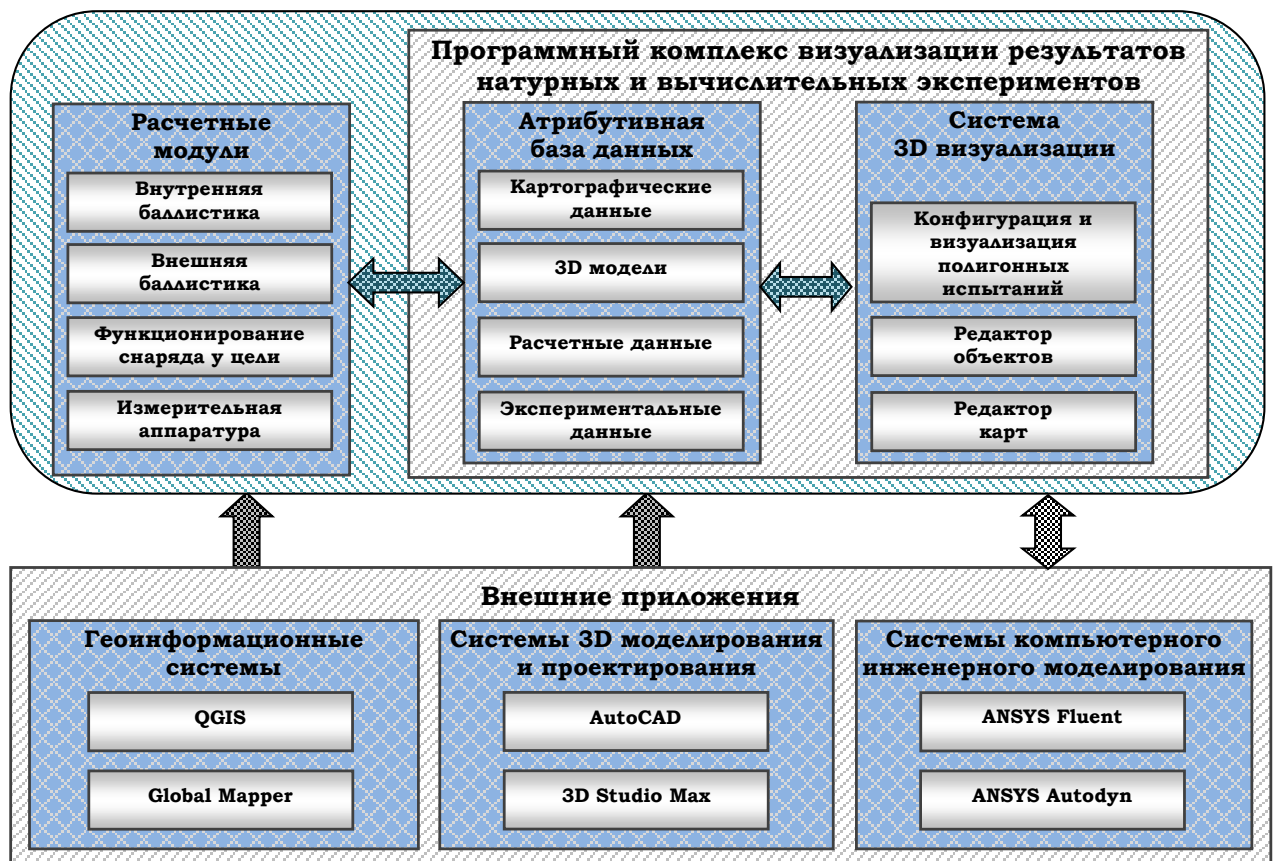 Программный комплекс визуализации результатов
натурных и вычислительных экспериментов
Расчетные
модули
Внутренняя
баллистика
Внешняя
баллистика
Функционирование
снаряда у цели
Измерительная
аппаратура
Атрибутивная
база данных
Картографические
данные
3D модели
Расчетные данные
Экспериментальные
данные
Система
3D визуализации
Конфигурация и
визуализация
полигонных
испытаний
Редактор
объектов
Редактор
карт
Внешние приложения
Геоинформационные
системы
QGIS
Global Mapper
Системы 3D моделирования
и проектирования
AutoCAD
3D Studio Max
Системы компьютерного
инженерного моделирования
ANSYS Fluent
ANSYS Autodyn